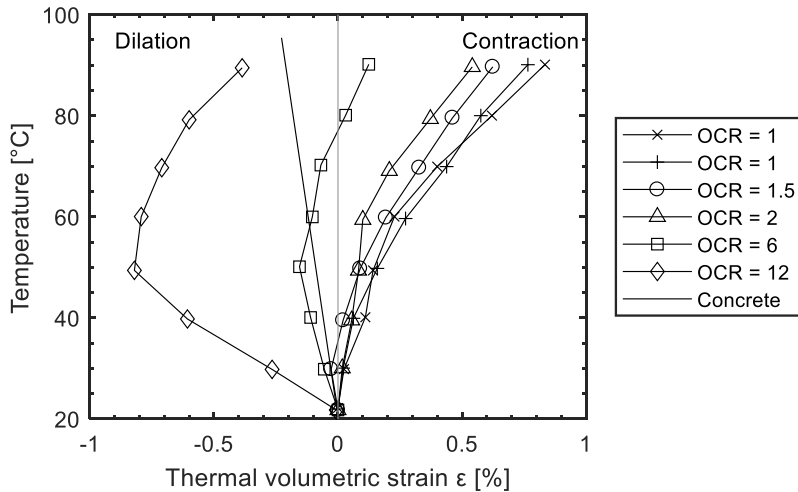 100
80
60
40
20
Temperature [°C]
Dilation
Contraction
-1
-0.5
0
0.5
1
Thermal volumetric strain ε [%]
OCR = 1
OCR = 1
OCR = 1.5
OCR = 2
OCR = 6
OCR = 12
Concrete